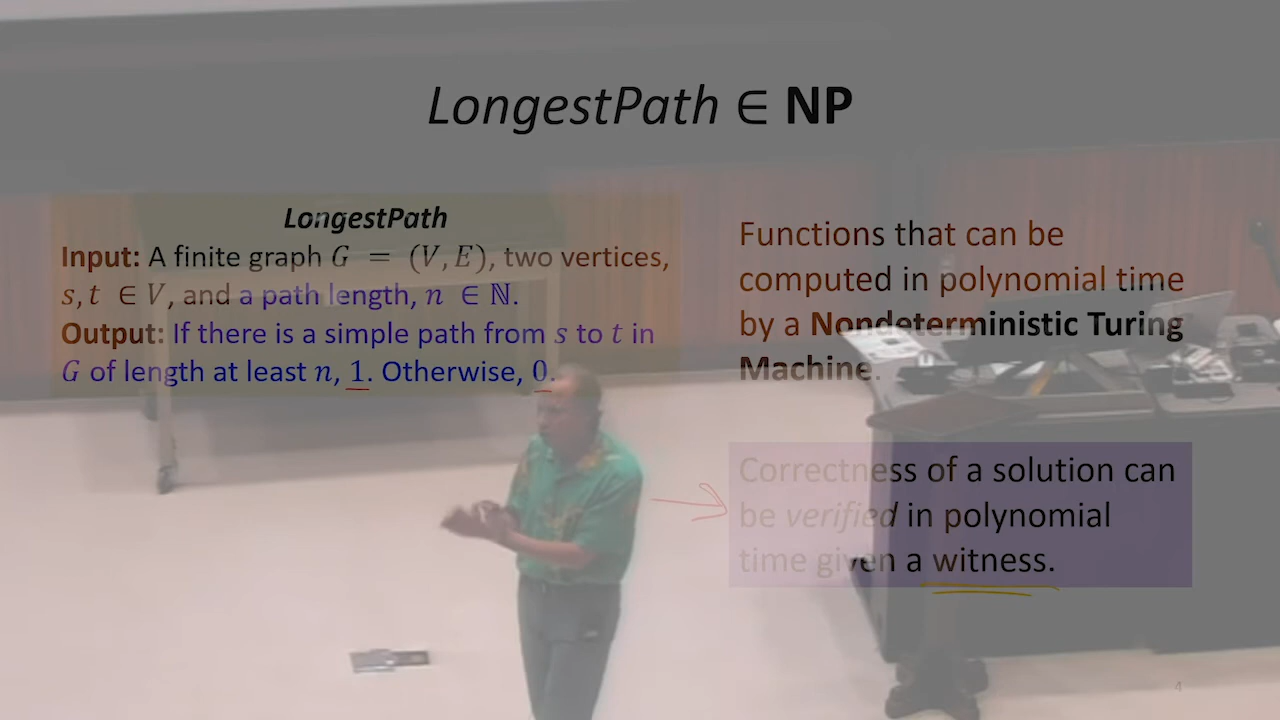 LongestPath ∈ NP
LongestPath
Input: A finite graph G = (V, E), two vertices,
s, t ∈ V, and a path length, n ∈ ℕ.
Output: If there is a simple path from s to t in
G of length at least n, 1. Otherwise, 0.
Functions that can be
computed in polynomial time
by a Nondeterministic Turing
Machine.
Correctness of a solution can
be verified in polynomial
time given a witness.
4